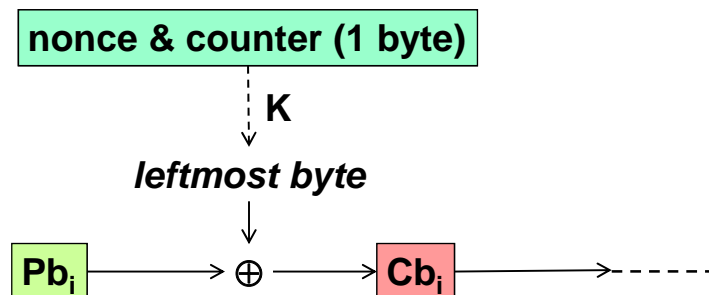 nonce & counter (1 byte)
K
leftmost byte
Pbi
⊕
Cbi